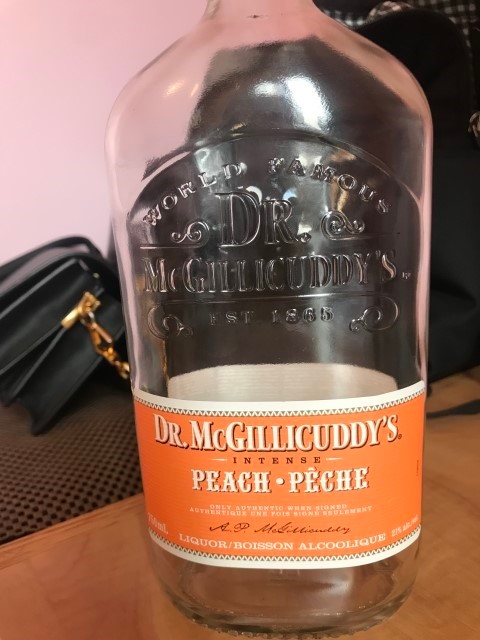 WORLD FAMOUS
DR.
McGILLICUDDY'S
EST 1865
DR. McGILLICUDDY'S
INTENSE
PEACH • PÊCHE
ONLY AUTHENTIC WHEN SIGNED
AUTHENTIQUE UNE FOIS SIGNÉ SEULEMENT
A.P. McGillicuddy
LIQUOR/BOISSON ALCOOLIQUE